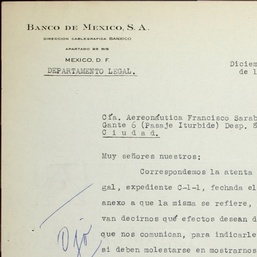 BANCO DE MEXICO, S. A.
DIRECCION CABLEGRAFICA BANXICO
APARTADO 98 BIS
MEXICO, D. F.
DEPARTAMENTO LEGAL.
Diciem
de 1
Cía. Aeronáutica Francisco Sarab
Gante 6 (Pasaje Iturbide) Desp. 8
C i u d a d.
Muy señores nuestros:
Correspondemos la atenta
gal, expediente C-1-1, fechada el
anexo a que la misma se refiere,
van decirnos qué efectos desean d
que nos comunican, para indicarle
si deben molestarse en mostrarnos
Ojo